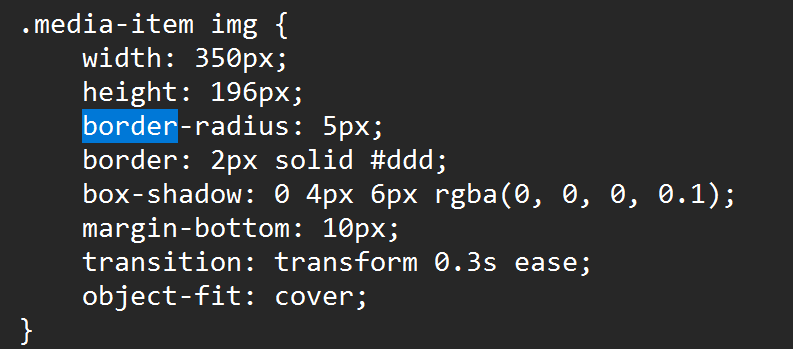 .media-item img {
    width: 350px;
    height: 196px;
    border-radius: 5px;
    border: 2px solid #ddd;
    box-shadow: 0 4px 6px rgba(0, 0, 0, 0.1);
    margin-bottom: 10px;
    transition: transform 0.3s ease;
    object-fit: cover;
}